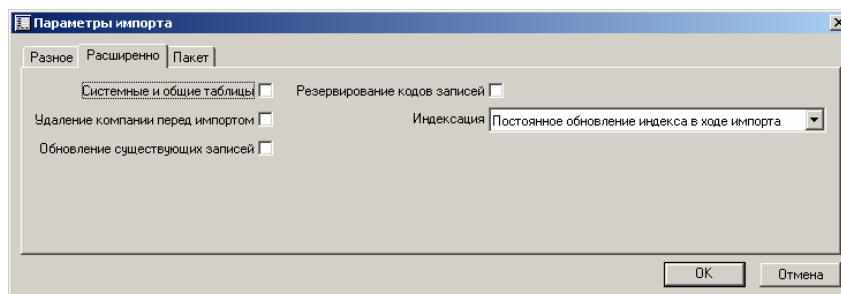 Параметры импорта
Разное Расширенно Пакет
Системные и общие таблицы Резервирование кодов записей
Удаление компании перед импортом Индексация Постоянное обновление индекса в ходе импорта
Обновление существующих записей
OK Отмена